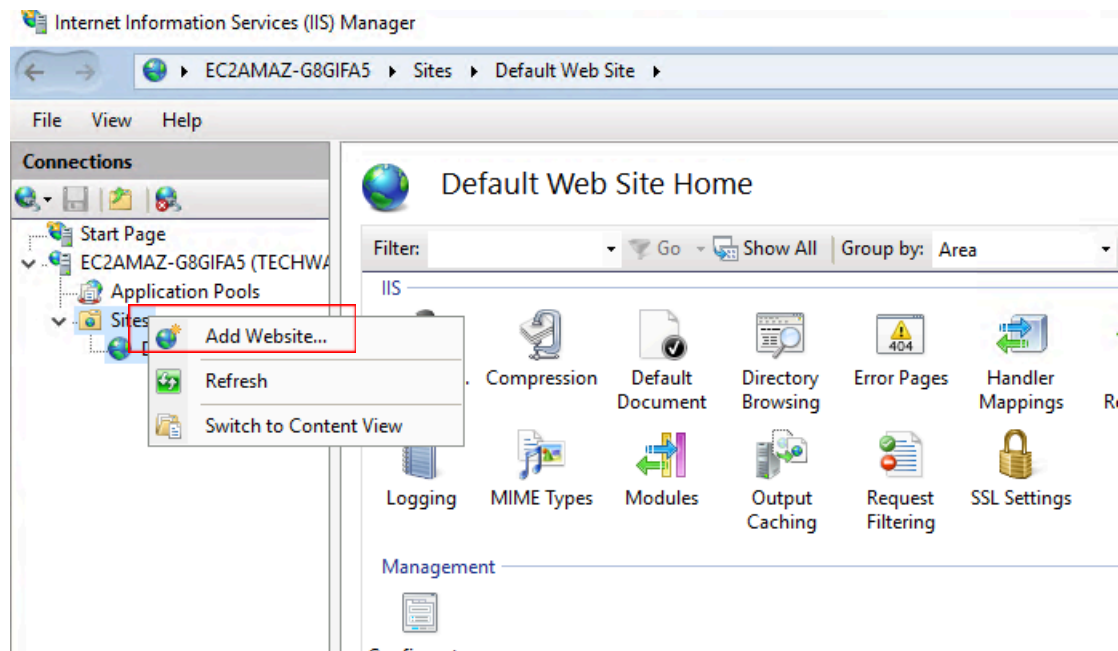 Internet Information Services (IIS) Manager
EC2AMAZ-G8GIFA5 Sites Default Web Site
File View Help
Connections
Default Web Site Home
Start Page
Filter: Go Show All Group by: Area
EC2AMAZ-G8GIFA5 (TECHWA
Application Pools
IIS
Sites
Add Website...
404
Refresh
Compression Default Document Directory Browsing Error Pages Handler Mappings
Switch to Content View
Logging MIME Types Modules Output Caching Request Filtering SSL Settings
Management